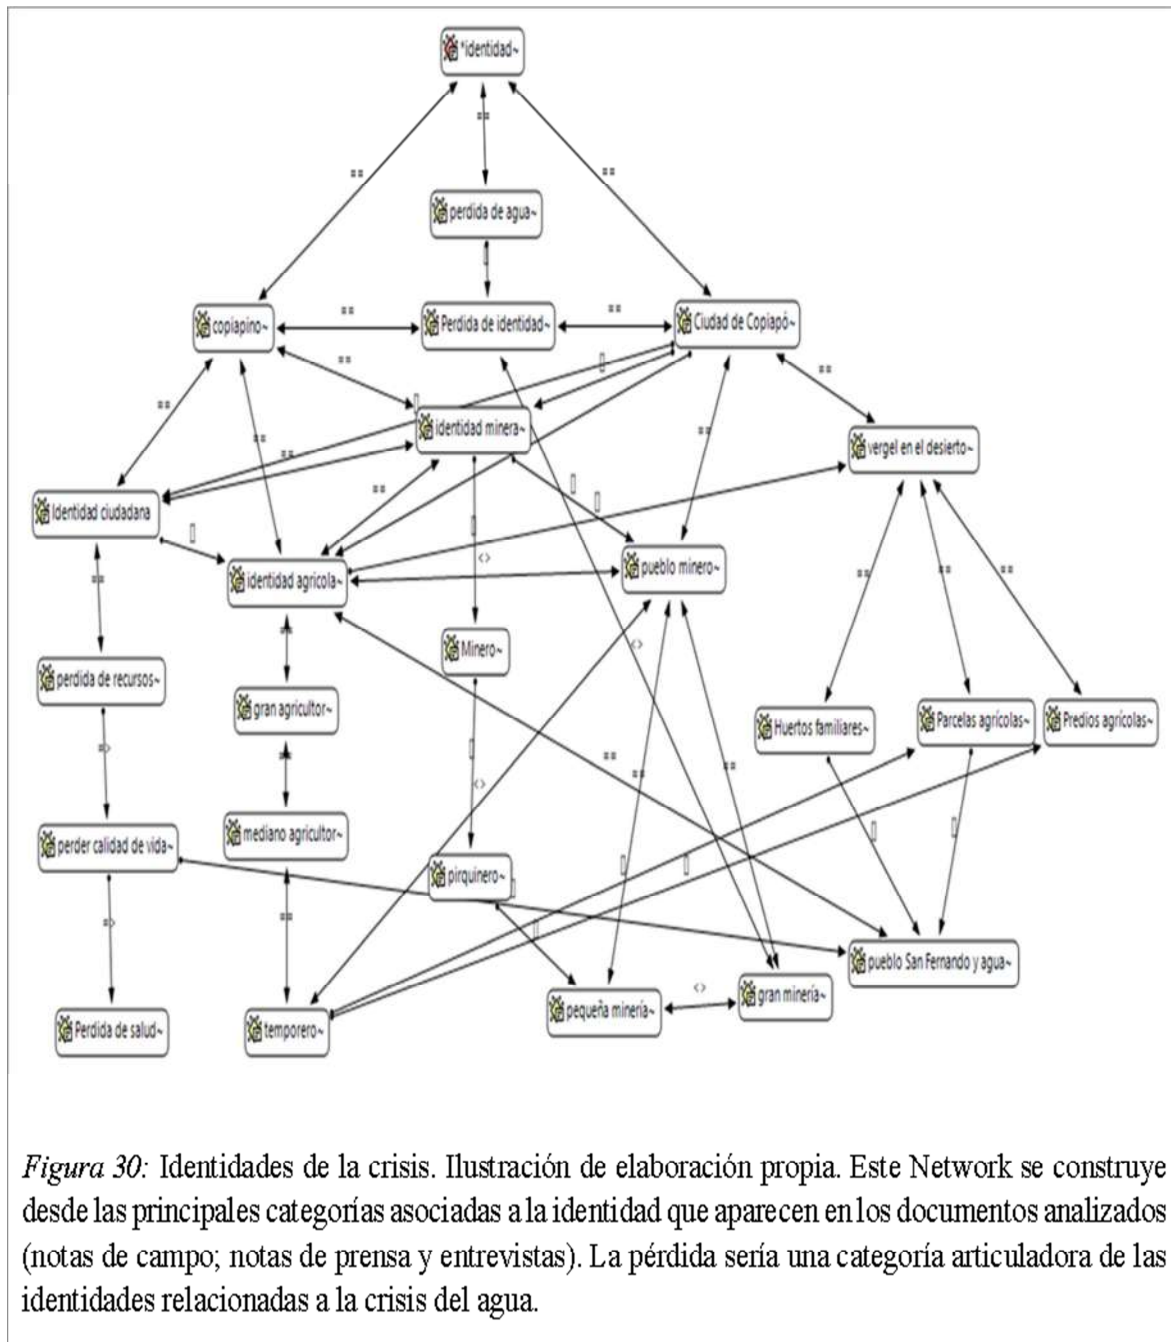 *identidad~
==
==
==
perdida de agua~
[]
copiapino~
==
Perdida de identidad~
==
Ciudad de Copiapó~
==
[]
==
==
[]
identidad minera~
==
vergel en el desierto~
==
==
Identidad ciudadana
[]
==
[]
[]
[]
<>
identidad agrícola~
pueblo minero~
==
==
==
==
==
<>
Minero~
perdida de recursos~
gran agricultor~
Huertos familiares~
Parcelas agrícolas~
Predios agrícolas~
=>
==
[]
==
==
==
<>
perder calidad de vida~
mediano agricultor~
[]
[]
[]
[]
pirquinero~
[]
=>
==
[]
pueblo San Fernando y agua~
Perdida de salud~
temporero~
pequeña minería~
<>
gran minería~
Figura 30: Identidades de la crisis. Ilustración de elaboración propia. Este Network se construye
desde las principales categorías asociadas a la identidad que aparecen en los documentos analizados
(notas de campo; notas de prensa y entrevistas). La pérdida sería una categoría articuladora de las
identidades relacionadas a la crisis del agua.